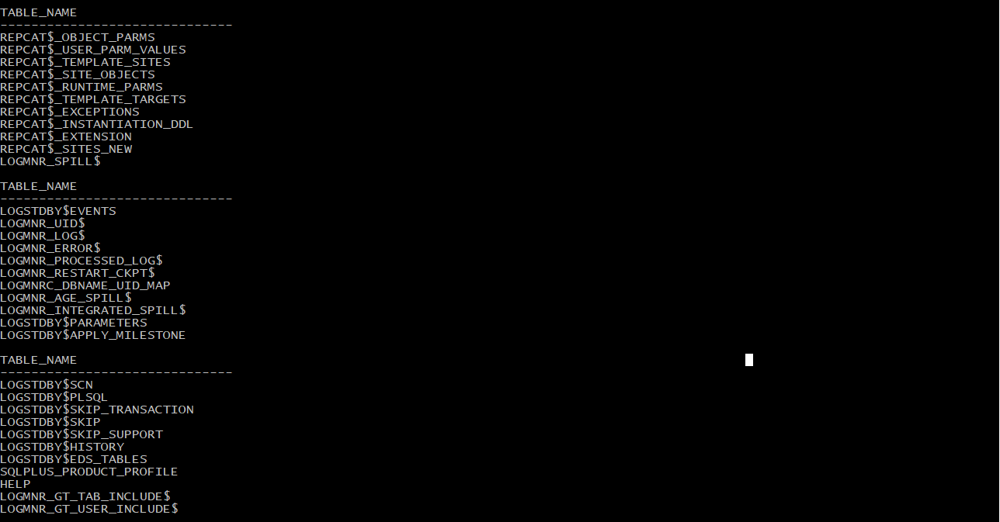 TABLE_NAME
------------------------------
REPCAT$_OBJECT_PARMS
REPCAT$_USER_PARM_VALUES
REPCAT$_TEMPLATE_SITES
REPCAT$_SITE_OBJECTS
REPCAT$_RUNTIME_PARMS
REPCAT$_TEMPLATE_TARGETS
REPCAT$_EXCEPTIONS
REPCAT$_INSTANTIATION_DDL
REPCAT$_EXTENSION
REPCAT$_SITES_NEW
LOGMNR_SPILL$
TABLE_NAME
------------------------------
LOGSTDBY$EVENTS
LOGMNR_UID$
LOGMNR_LOG$
LOGMNR_ERROR$
LOGMNR_PROCESSED_LOG$
LOGMNR_RESTART_CKPT$
LOGMNRC_DBNAME_UID_MAP
LOGMNR_AGE_SPILL$
LOGMNR_INTEGRATED_SPILL$
LOGSTDBY$PARAMETERS
LOGSTDBY$APPLY_MILESTONE
TABLE_NAME
------------------------------
LOGSTDBY$SCN
LOGSTDBY$PLSQL
LOGSTDBY$SKIP_TRANSACTION
LOGSTDBY$SKIP
LOGSTDBY$SKIP_SUPPORT
LOGSTDBY$HISTORY
LOGSTDBY$EDS_TABLES
SQLPLUS_PRODUCT_PROFILE
HELP
LOGMNR_GT_TAB_INCLUDE$
LOGMNR_GT_USER_INCLUDE$